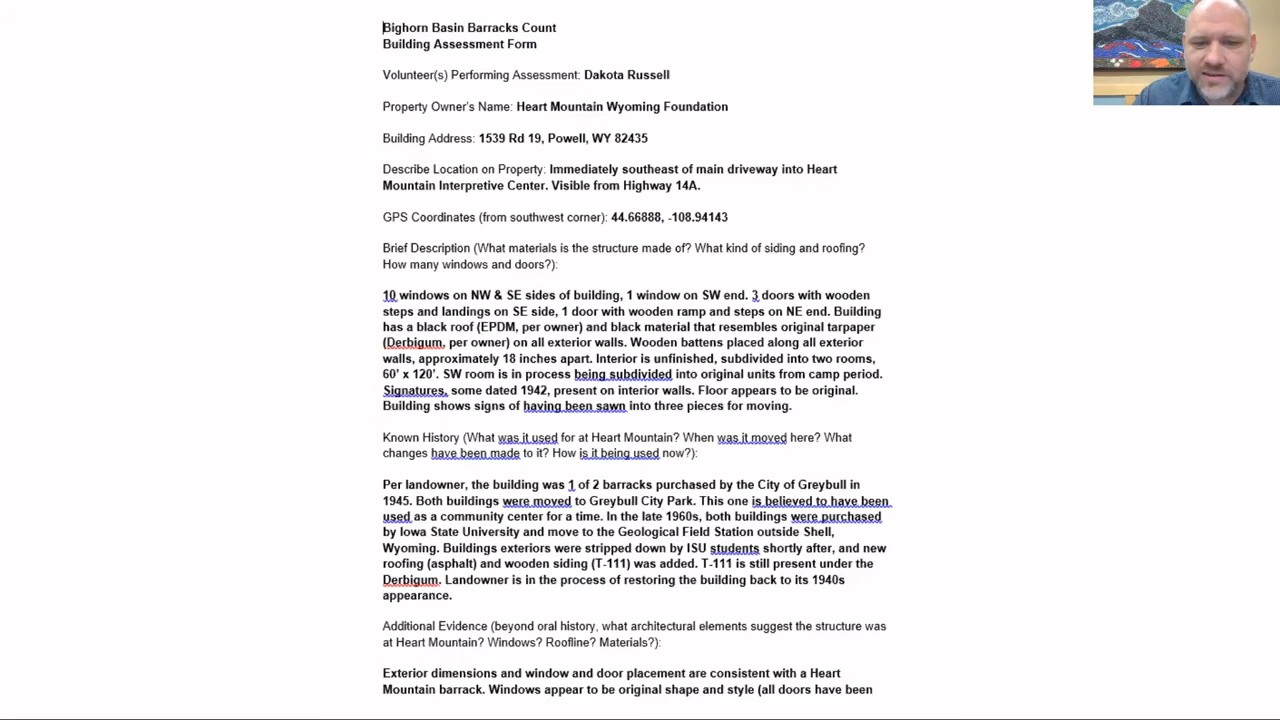 Bighorn Basin Barracks Count
Building Assessment Form
Volunteer(s) Performing Assessment: Dakota Russell
Property Owner's Name: Heart Mountain Wyoming Foundation
Building Address: 1539 Rd 19, Powell, WY 82435
Describe Location on Property: Immediately southeast of main driveway into Heart
Mountain Interpretive Center. Visible from Highway 14A.
GPS Coordinates (from southwest corner): 44.66888, -108.94143
Brief Description (What materials is the structure made of? What kind of siding and roofing?
How many windows and doors?):
10 windows on NW & SE sides of building, 1 window on SW end. 3 doors with wooden
steps and landings on SE side, 1 door with wooden ramp and steps on NE end. Building
has a black roof (EPDM, per owner) and black material that resembles original tarpaper
(Derbigum, per owner) on all exterior walls. Wooden battens placed along all exterior
walls, approximately 18 inches apart. Interior is unfinished, subdivided into two rooms,
60' x 120'. SW room is in process being subdivided into original units from camp period.
Signatures, some dated 1942, present on interior walls. Floor appears to be original.
Building shows signs of having been sawn into three pieces for moving.
Known History (What was it used for at Heart Mountain? When was it moved here? What
changes have been made to it? How is it being used now?):
Per landowner, the building was 1 of 2 barracks purchased by the City of Greybull in
1945. Both buildings were moved to Greybull City Park. This one is believed to have been
used as a community center for a time. In the late 1960s, both buildings were purchased
by Iowa State University and move to the Geological Field Station outside Shell,
Wyoming. Buildings exteriors were stripped down by ISU students shortly after, and new
roofing (asphalt) and wooden siding (T-111) was added. T-111 is still present under the
Derbigum. Landowner is in the process of restoring the building back to its 1940s
appearance.
Additional Evidence (beyond oral history, what architectural elements suggest the structure was
at Heart Mountain? Windows? Roofline? Materials?):
Exterior dimensions and window and door placement are consistent with a Heart
Mountain barrack. Windows appear to be original shape and style (all doors have been